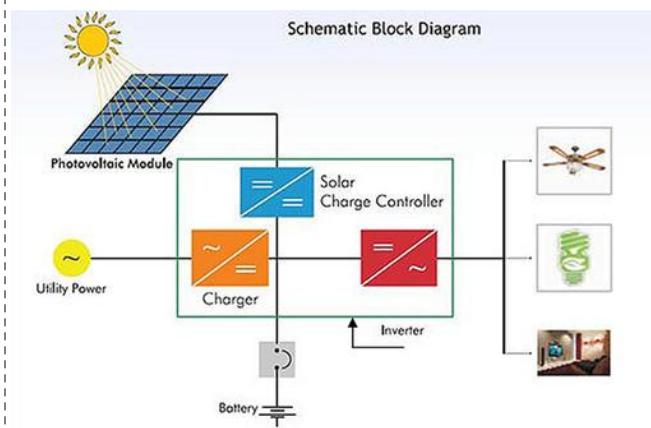 Schematic Block Diagram
Photovoltaic Module
Solar
Charge Controller
Utility Power
Charger
Inverter
Battery